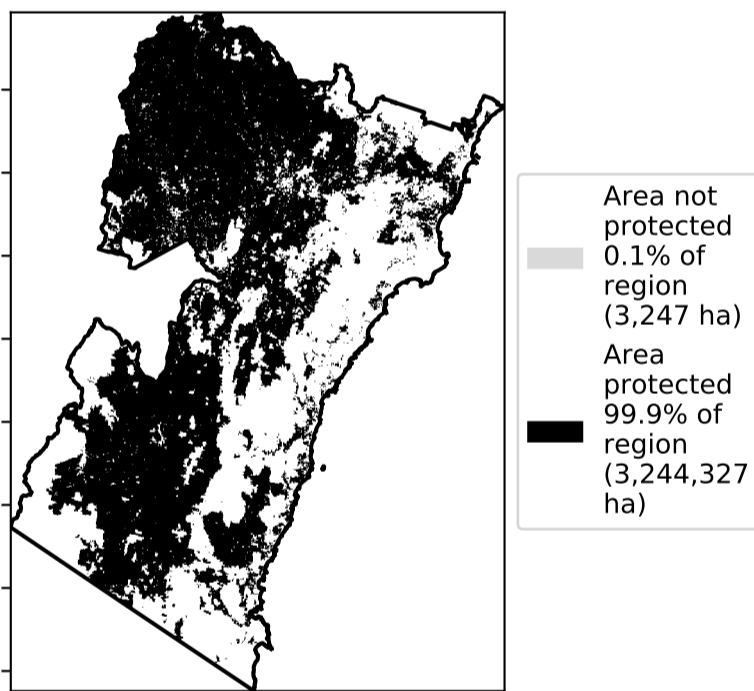 Area not
protected
0.1% of
region
(3,247 ha)
Area
protected
99.9% of
region
(3,244,327
ha)